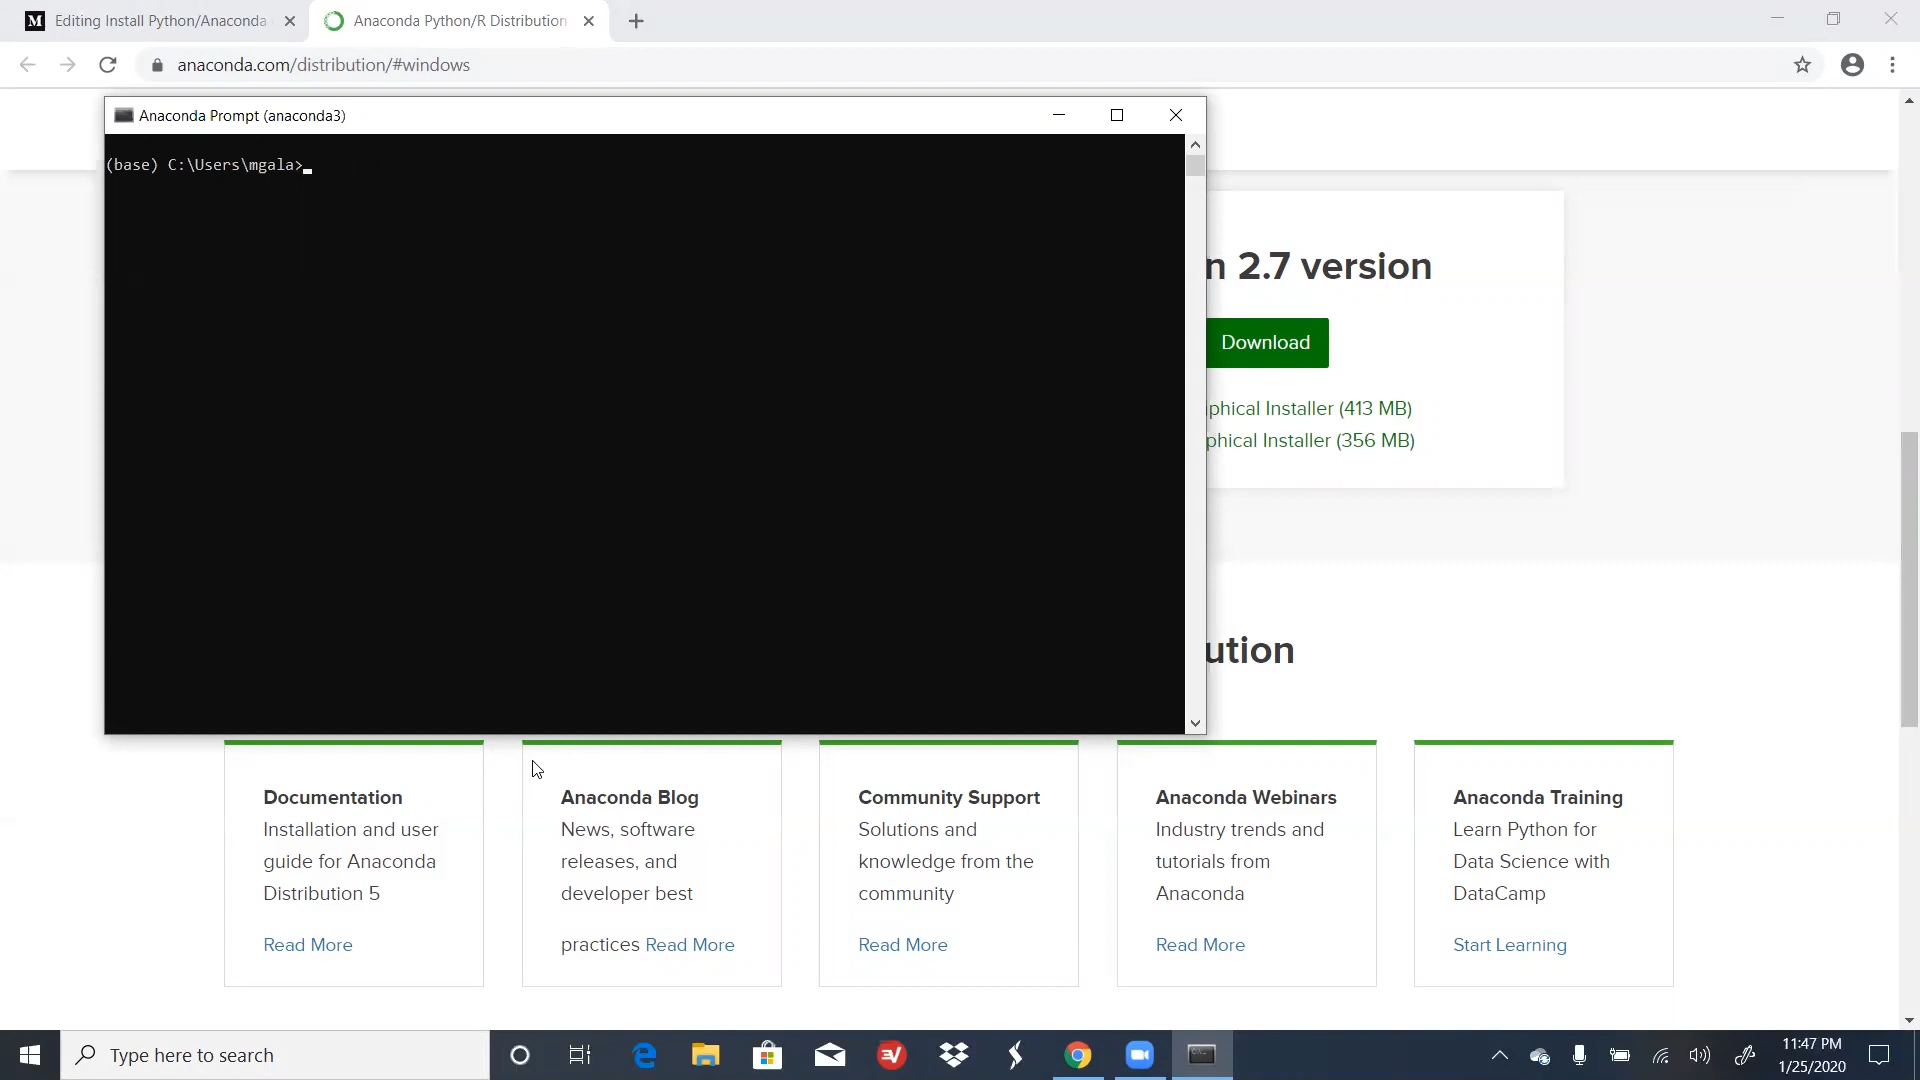 M Editing Install Python/Anaconda
Anaconda Python/R Distribution
anaconda.com/distribution/#windows
Anaconda Prompt (anaconda3)
(base) C:\Users\mgala>
n 2.7 version
Download
phical Installer (413 MB)
phical Installer (356 MB)
ution
Documentation
Installation and user
guide for Anaconda
Distribution 5
Read More
Anaconda Blog
News, software
releases, and
developer best
practices Read More
Community Support
Solutions and
knowledge from the
community
Read More
Anaconda Webinars
Industry trends and
tutorials from
Anaconda
Read More
Anaconda Training
Learn Python for
Data Science with
DataCamp
Start Learning
Type here to search
11:47 PM
1/25/2020